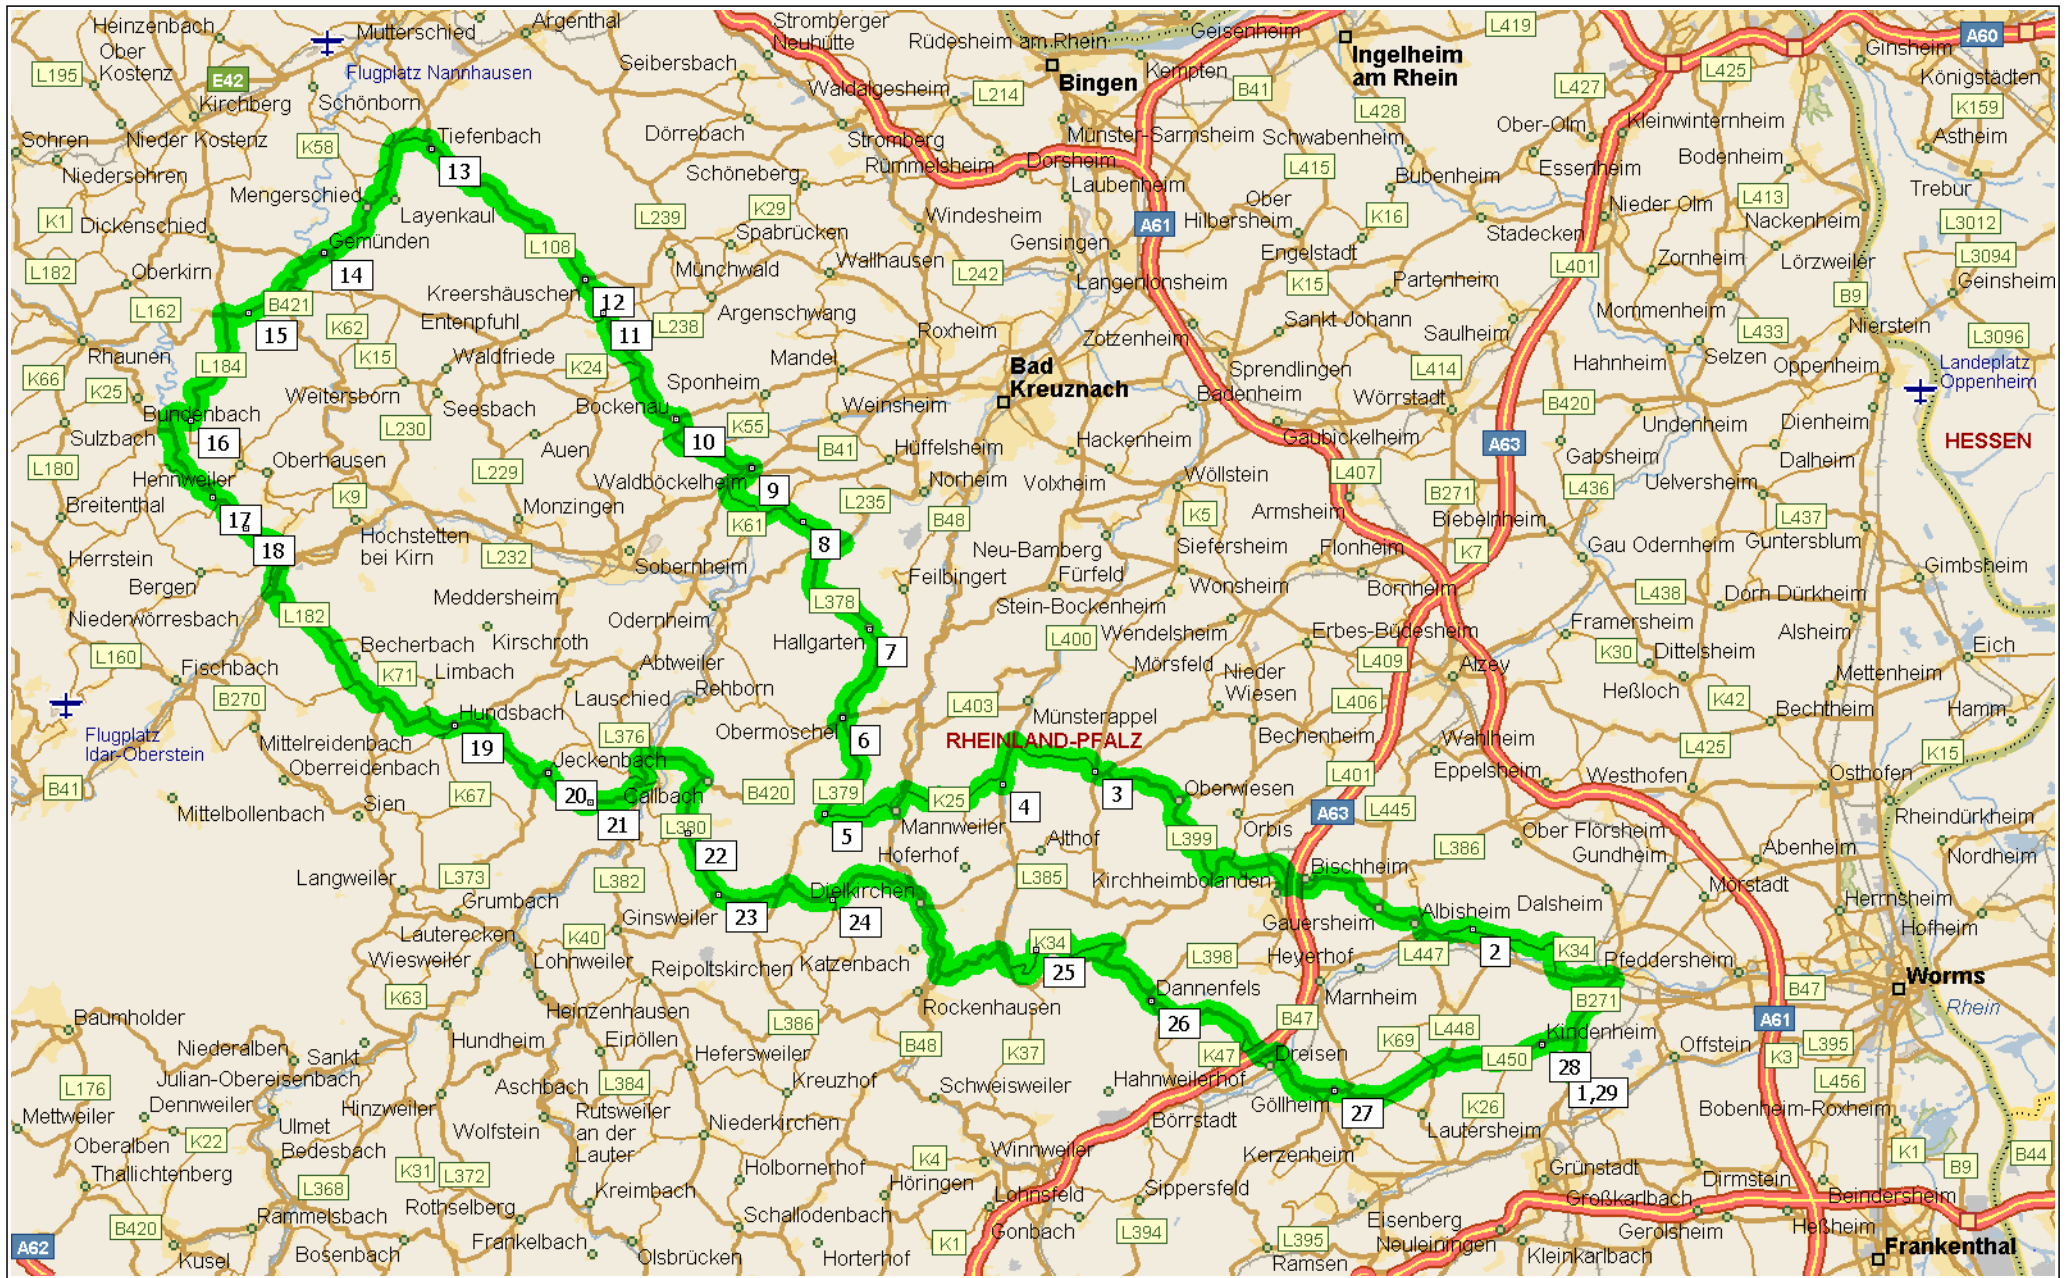 Heinzenbach
Mutterschied
Argenthal
Stromberger
Neuhütte
Rüdesheim am Rhein
Geisenheim
L419
A60
Ginsheim
Ober
Kostenz
L195
E42
Flugplatz Nannhausen
Seibersbach
Bingen
Kempten
Ingelheim
am Rhein
L425
Königstädten
Kirchberg
Schönborn
Waldalgesheim
L214
B41
L428
L427
K159
Sohren
Nieder Kostenz
K58
Tiefenbach
Dörrebach
Stromberg
Münster-Sarmsheim
Schwabenheim
Ober-Olm
Kleinwinternheim
Astheim
Niedersohren
13
Schöneberg
Rümmelsheim
Dorsheim
L415
Essenheim
Bodenheim
Mengerschied
Layenkaul
Laubenheim
Bubenheim
L413
Trebur
K1
Dickenschied
L239
K29
Windesheim
A61
Ober
Hilbersheim
K16
Nieder Olm
Nackenheim
L3012
Gemünden
L108
Spabrücken
Gensingen
Engelstadt
Stadecken
L3094
L182
Oberkirn
14
Münchwald
Wallhausen
L242
Langenlonsheim
Partenheim
L401
Zornheim
Lörzweiler
Geinsheim
L162
B421
Kreershäuschen
12
K15
B9
15
K62
Entenpfuhl
11
L238
Argenschwang
Roxheim
Zotzenheim
Sankt Johann
Saulheim
Mommenheim
L433
Nierstein
L3096
Rhaunen
K15
Waldfriede
K24
Mandel
Bad
Kreuznach
Sprendlingen
L414
Hahnheim
Selzen
Oppenheim
Landeplatz
Oppenheim
K66
K25
L184
Weitersborn
Sponheim
Badenheim
Wörrstadt
B420
Bundenbach
Seesbach
Bockenau
K55
Weinsheim
Undenheim
Dienheim
Sulzbach
16
L230
Auen
10
B41
Hüffelsheim
Hackenheim
Gaubickelheim
A63
Gabsheim
Dalheim
HESSEN
L180
Hennweiler
Oberhausen
L229
Waldböckelheim
9
Norheim
Volxheim
Wöllstein
L407
B271
L436
Uelversheim
Breitenthal
17
K9
Monzingen
K61
L235
B48
K5
Armsheim
Biebelnheim
L437
18
Hochstetten
bei Kirn
L232
8
Neu-Bamberg
Siefersheim
Flonheim
K7
Gau Odernheim
Guntersblum
Herrstein
Bergen
Sobernheim
Feilbingert
Fürfeld
Wonsheim
Bornheim
Gimbsheim
Niederwörresbach
L182
Meddersheim
L378
Stein-Bockenheim
L438
Dorn Dürkheim
Odernheim
Hallgarten
L400
Wendelsheim
Erbes-Büdesheim
Framersheim
Alsheim
L160
Becherbach
Kirschroth
7
K30
Dittelsheim
Eich
Fischbach
K71
Limbach
Abtweiler
Mörsfeld
Nieder
Wiesen
L409
Alzey
Mettenheim
B270
Lauschied
Rehborn
L403
L406
Heßloch
K42
Flugplatz
Idar-Oberstein
Hundsbach
Obermoschel
6
Münsterappel
Bechenheim
Wahlheim
Bechtheim
Hamm
Mittelreidenbach
19
L376
RHEINLAND-PFALZ
L425
K15
Oberreidenbach
Jeckenbach
3
Oberwiesen
L401
Eppelsheim
Westhofen
Osthofen
B41
Mittelbollenbach
Sien
K67
20
Callbach
B420
L379
K25
4
A63
L445
Rheindürkheim
21
L380
5
Mannweiler
Althof
L399
Orbis
Ober Flörsheim
22
Hoferhof
L386
Gundheim
Abenheim
Nordheim
Langweiler
L373
L382
Dielkirchen
L385
Kirchheimbolanden
Bischheim
Mörstadt
Grumbach
Ginsweiler
23
24
Gauersheim
Albisheim
Dalsheim
Herrnsheim
Lauterecken
K40
K34
2
K34
Hofheim
Wiesweiler
Lohnweiler
Reipoltskirchen
Katzenbach
25
L398
Heyerhof
L447
Pfeddersheim
Worms
K63
Heinzenhausen
Rockenhausen
Dannenfels
Marnheim
B271
B47
Rhein
Baumholder
Hundheim
L386
26
B47
L448
Kindenheim
A61
Niederalben
Sankt
Julian-Obereisenbach
Einöllen
Hefersweiler
B48
K37
K47
Dreisen
K69
L450
28
Offstein
K3
L395
L176
Dennweiler
Aschbach
L384
Kreuzhof
Schweisweiler
Hahnweilerhof
1,29
L456
Mettweiler
Hinzweiler
Rutsweiler
an der
Lauter
Göllheim
27
K26
Bobenheim-Roxheim
Oberalben
K22
Ulmet
Wolfstein
Niederkirchen
Börrstadt
Lautersheim
Thallichtenberg
Bedesbach
K31
L372
Winnweiler
Kerzenheim
Grünstadt
K1
B9
B44
L368
Kreimbach
Holbornerhof
K4
Höringen
Lohnsfeld
Sippersfeld
Dirmstein
Rothselberg
Großkarlbach
Beindersheim
B420
Rammelsbach
Schallodenbach
Gonbach
L394
Eisenberg
Gerolsheim
Heßheim
A62
Kusel
Bosenbach
Frankelbach
Olsbrücken
Horterhof
K1
L395
Ramsen
Neuleiningen
Kleinkarlbach
Frankenthal